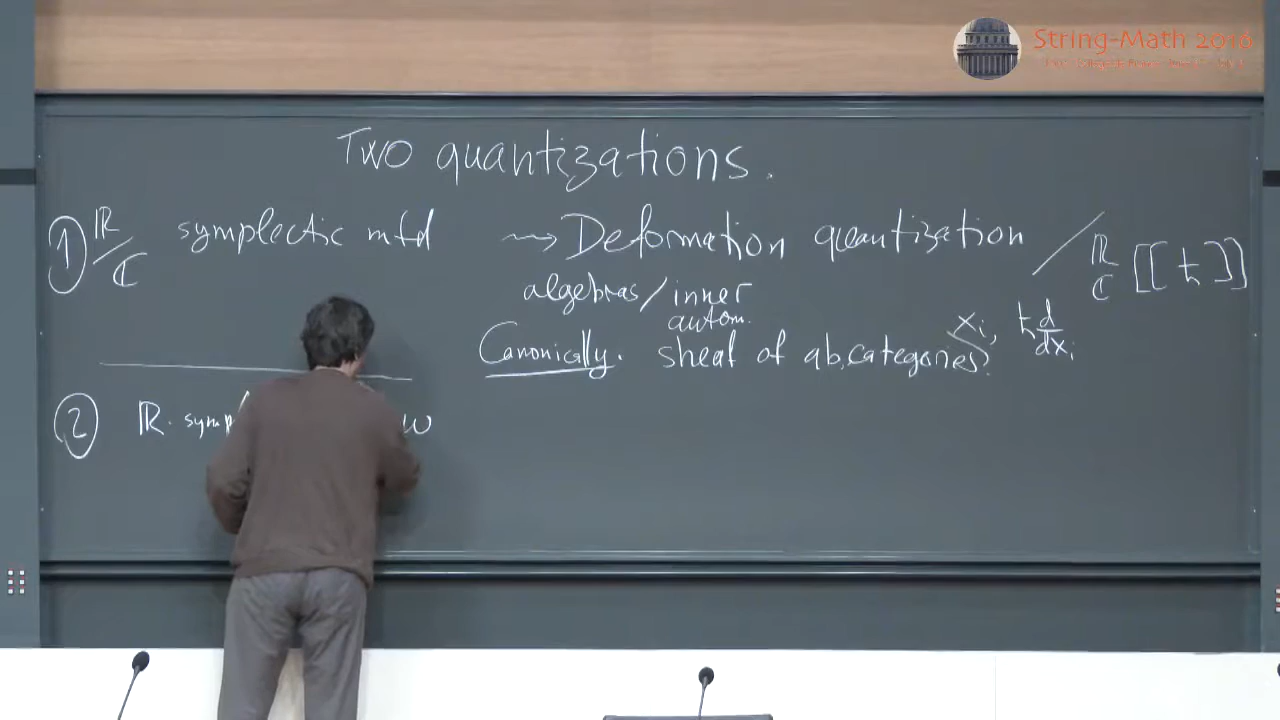 String-Math 2016
Two quantizations.
① ℝ/ℂ symplectic mfd ⇝ Deformation quantization / ℝ ℂ [[ℏ]]
algebras/inner autom.
Canonically. sheaf of ab. categories? xᵢ, ℏ d/dxᵢ
② ℝ. symp ω